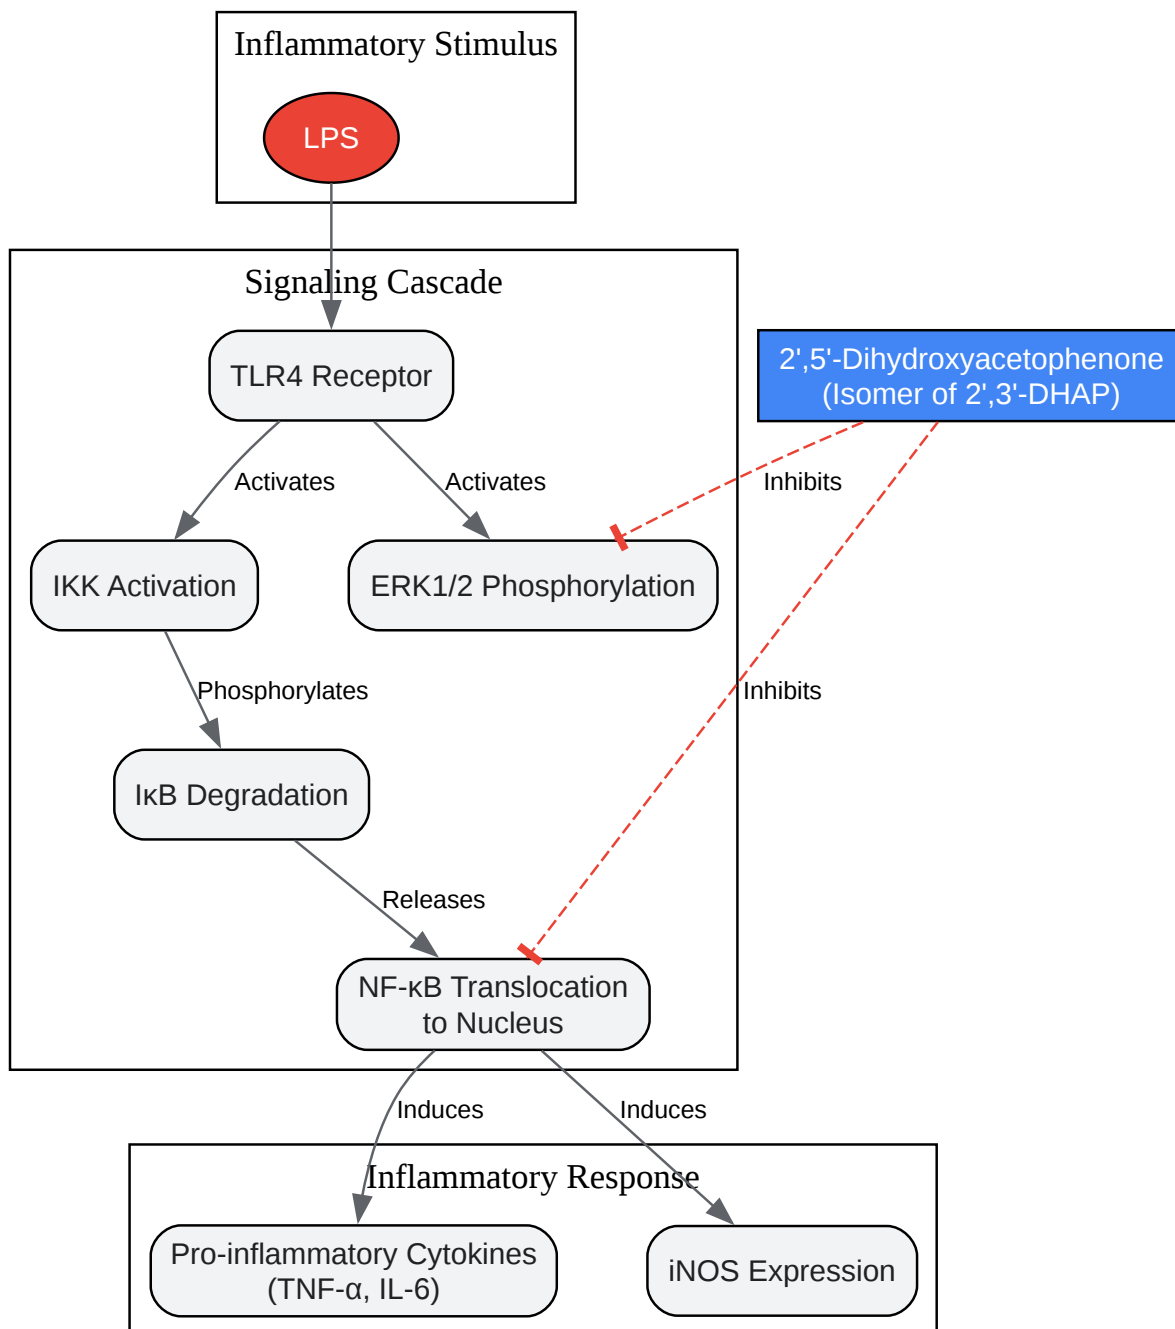 Inflammatory Stimulus
LPS
Signaling Cascade
TLR4 Receptor
2',5'-Dihydroxyacetophenone
(Isomer of 2',3'-DHAP)
Activates
Activates
Inhibits
IKK Activation
ERK1/2 Phosphorylation
Phosphorylates
Inhibits
IκB Degradation
Releases
NF-κB Translocation
to Nucleus
Induces
Induces
Inflammatory Response
Pro-inflammatory Cytokines
(TNF-α, IL-6)
iNOS Expression